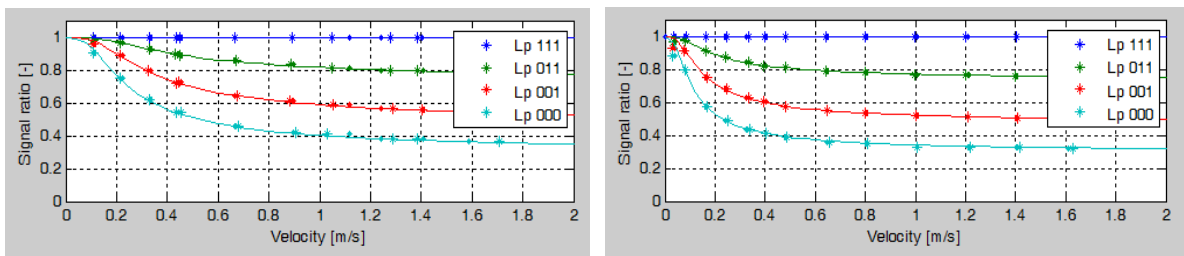 Signal ratio [-]
1
0.8
0.6
0.4
0.2
0
0 0.2 0.4 0.6 0.8 1 1.2 1.4 1.6 1.8 2
Velocity [m/s]
Lp 111
Lp 011
Lp 001
Lp 000
Signal ratio [-]
1
0.8
0.6
0.4
0.2
0
0 0.2 0.4 0.6 0.8 1 1.2 1.4 1.6 1.8 2
Velocity [m/s]
Lp 111
Lp 011
Lp 001
Lp 000